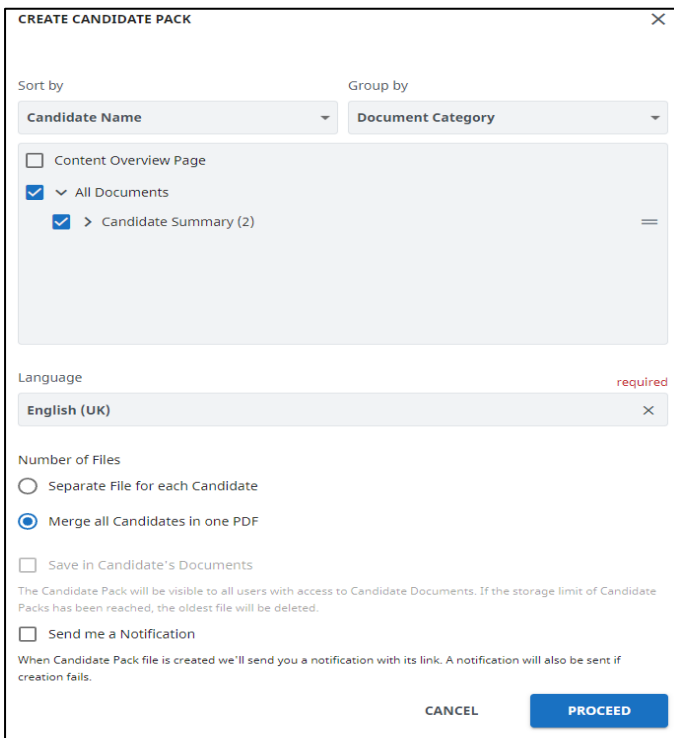 CREATE CANDIDATE PACK
Sort by
Group by
Candidate Name
Document Category
Content Overview Page
All Documents
Candidate Summary (2)
Language
required
English (UK)
Number of Files
Separate File for each Candidate
Merge all Candidates in one PDF
Save in Candidate's Documents
The Candidate Pack will be visible to all users with access to Candidate Documents. If the storage limit of Candidate
Packs has been reached, the oldest file will be deleted.
Send me a Notification
When Candidate Pack file is created we'll send you a notification with its link. A notification will also be sent if
creation fails.
CANCEL
PROCEED